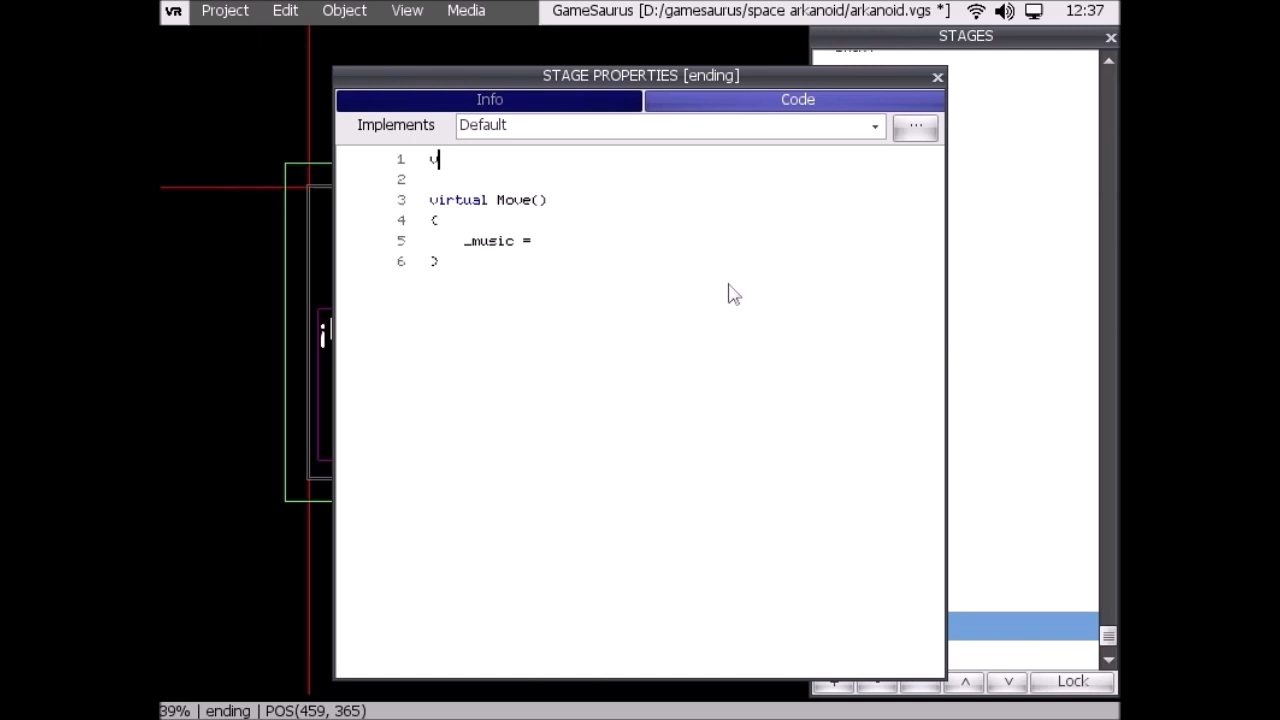 VR Project Edit Object View Media GameSaurus [D:/gamesaurus/space arkanoid/arkanoid.vgs *] 12:37
STAGES
STAGE PROPERTIES [ending]
Info Code
Implements Default ...
1 v
2
3 virtual Move()
4 {
5 _music =
6 }
+ - ʌ v Lock
39% | ending | POS(459, 365)